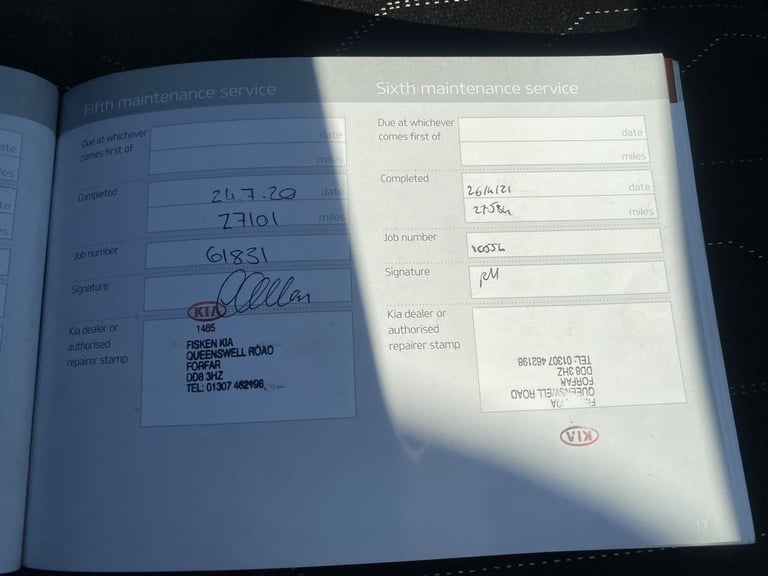 Fifth maintenance service
Due at whichever date
comes first of miles
Completed 24.7.20 date
27101 miles
Job number 61831
Signature
Kia dealer or
authorised
repairer stamp
KIA
1485
FISKEN KIA
QUEENSWELL ROAD
FORFAR
DD8 3HZ
TEL: 01307 462196
Sixth maintenance service
Due at whichever date
comes first of miles
Completed 26/4/21 date
27584 miles
Job number
Signature
Kia dealer or
authorised
repairer stamp
KIA
QUEENSWELL ROAD
FORFAR
DD8 3HZ
TEL: 01307 462198
17